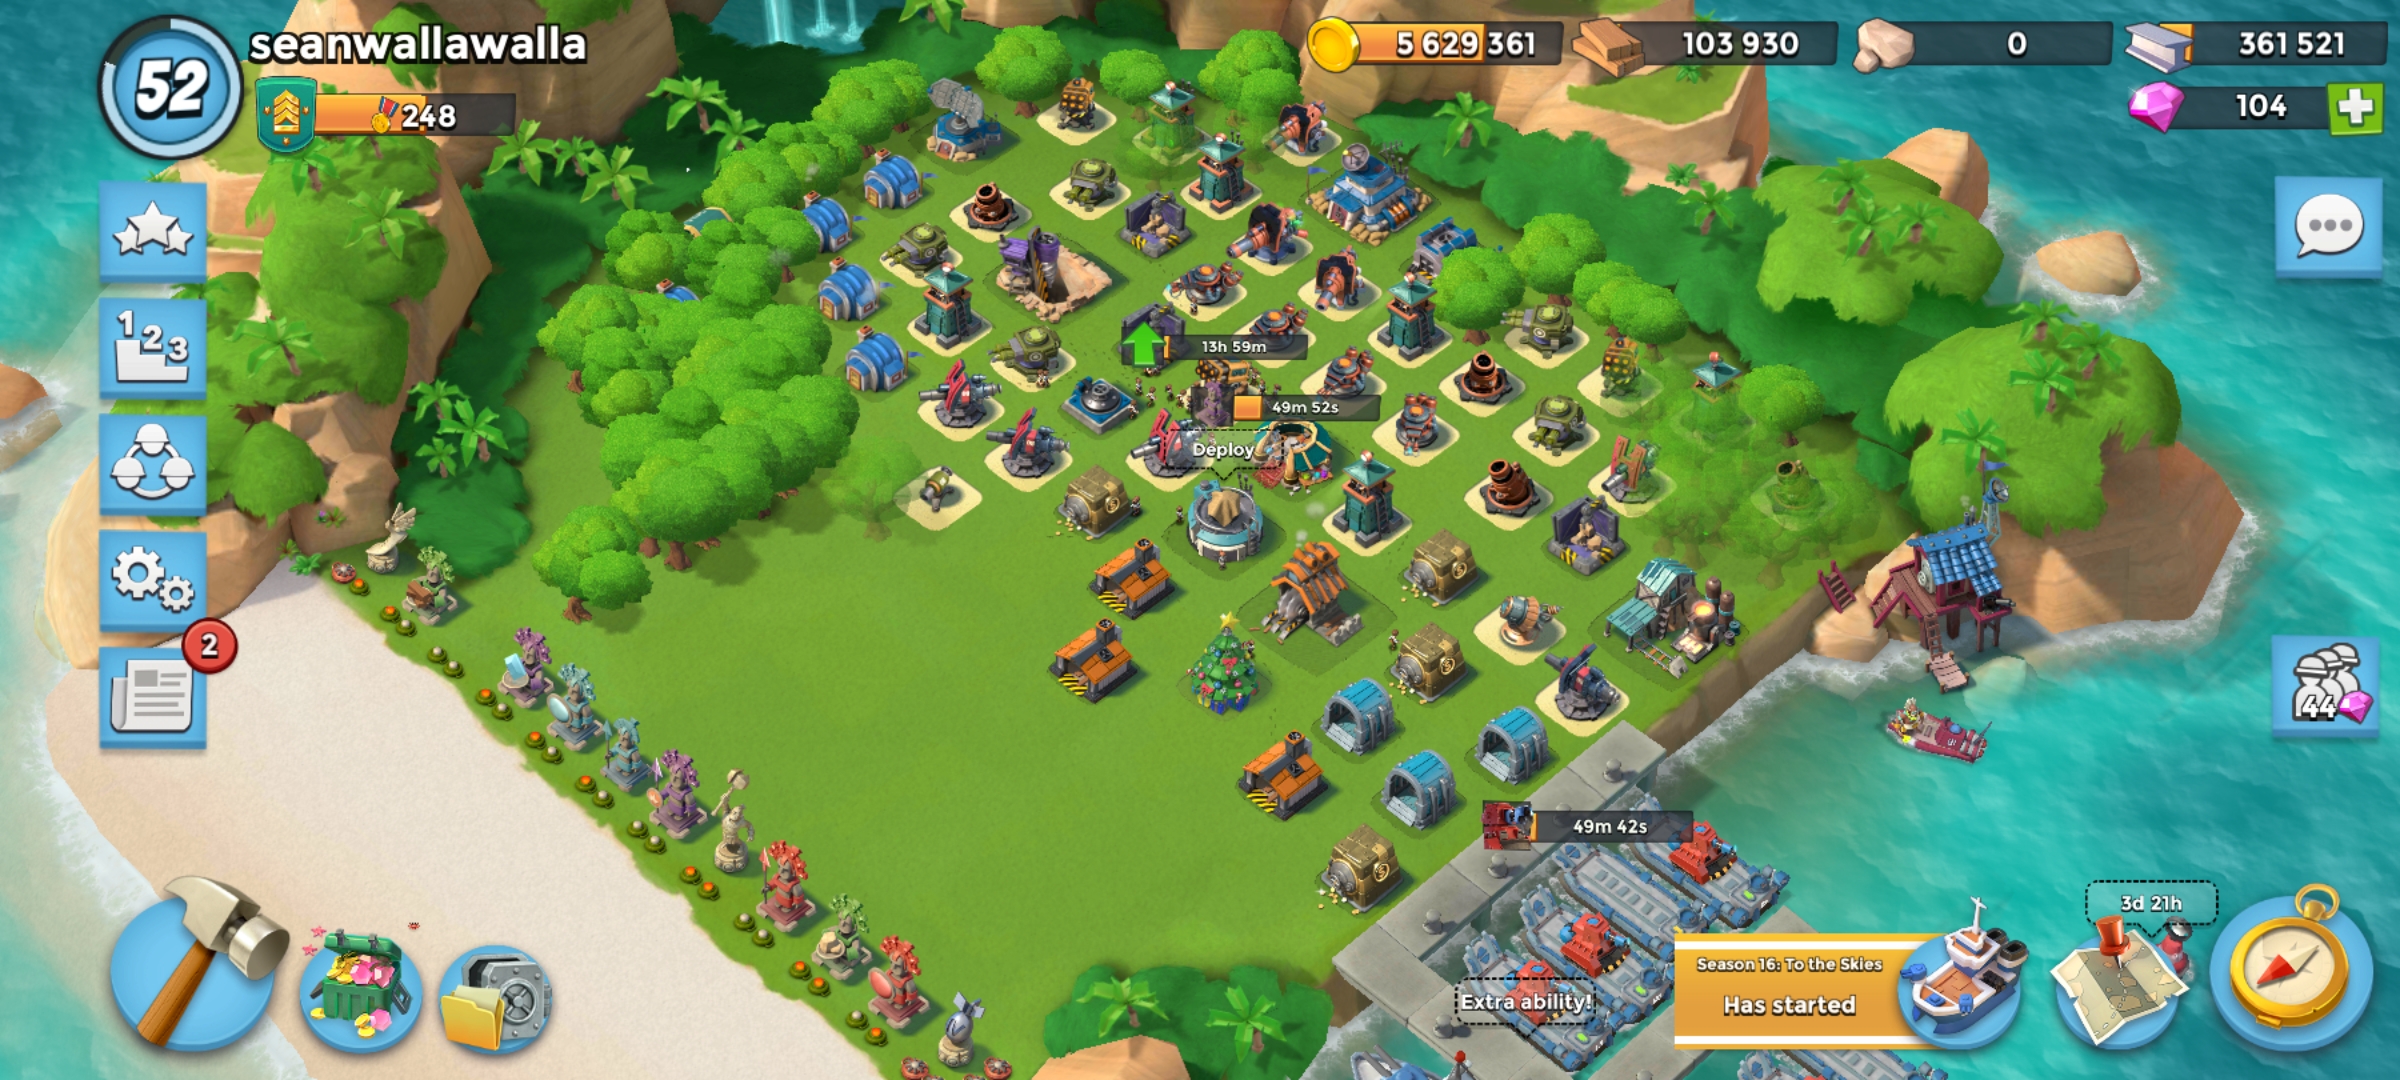 52
seanwallawalla
248
5 629 361
103 930
0
361 521
104
123
13h 59m
49m 52s
Deploy
2
49m 42s
44
3d 21h
Season 16: To the Skies
Has started
Extra ability!